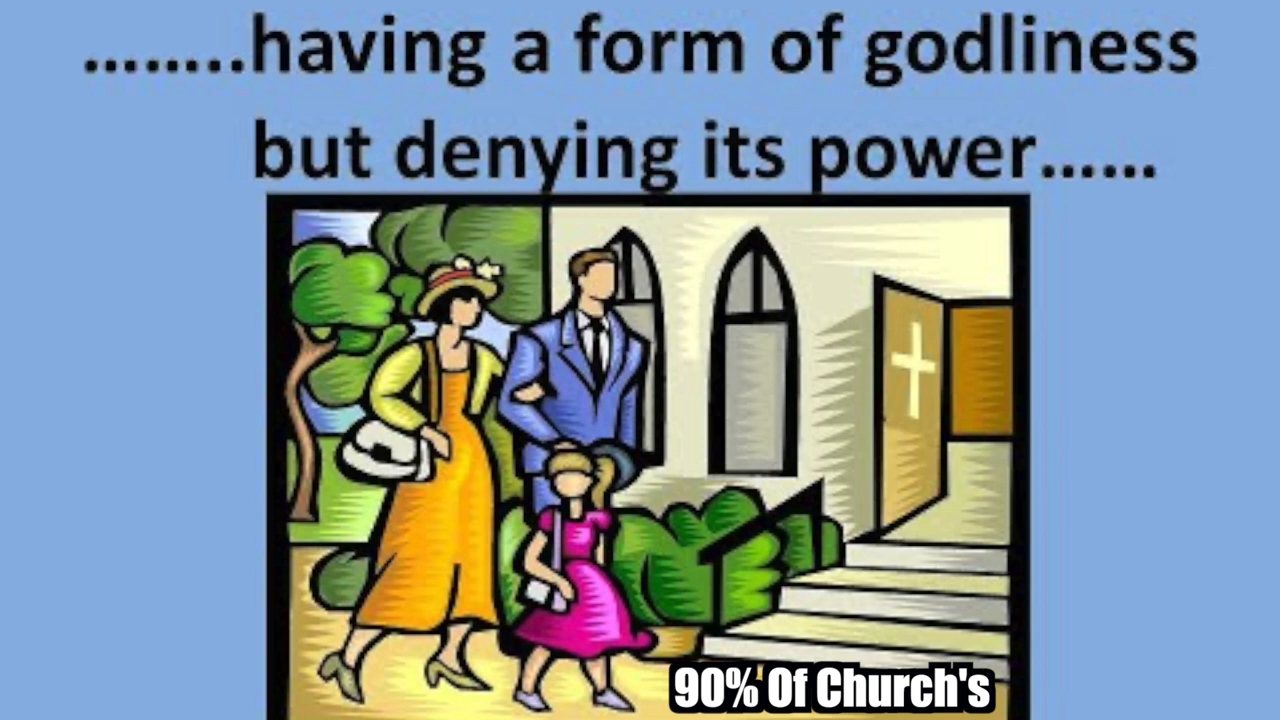 ........having a form of godliness
but denying its power......
90% Of Church's